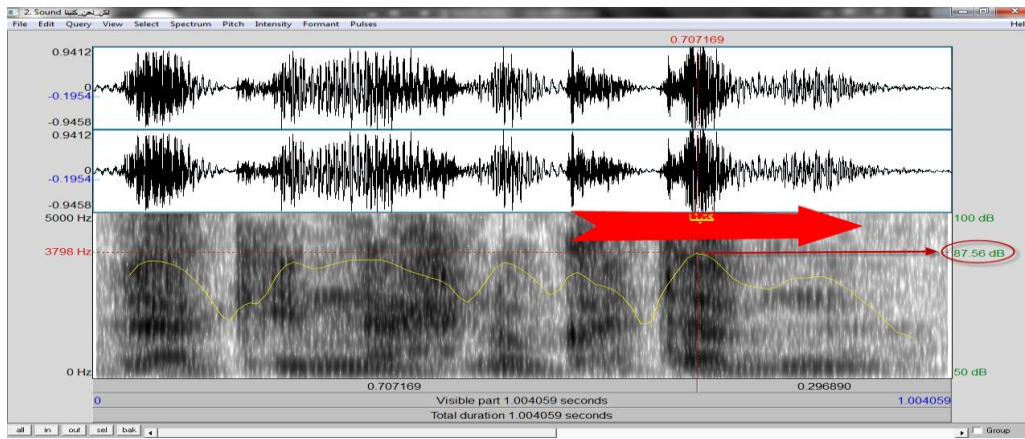 2. Sound لكن_نحن_كتبنا
File Edit Query View Select Spectrum Pitch Intensity Formant Pulses Hel
0.707169
0.9412
0
-0.1954
-0.9458
0.9412
0
-0.1954
-0.9458
5000 Hz
كتبنا
100 dB
3798 Hz
87.56 dB
0 Hz
50 dB
0.707169 0.296890
0 Visible part 1.004059 seconds 1.004059
Total duration 1.004059 seconds
all in out sel bak Group